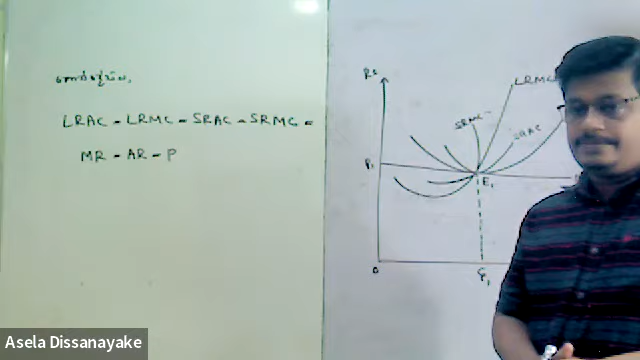 LRAC = LRMC = SRAC = SRMC =
MR = AR = P
Rs
LRMC
SRMC
SRAC
P₁
E₁
0
Q₁
Asela Dissanayake